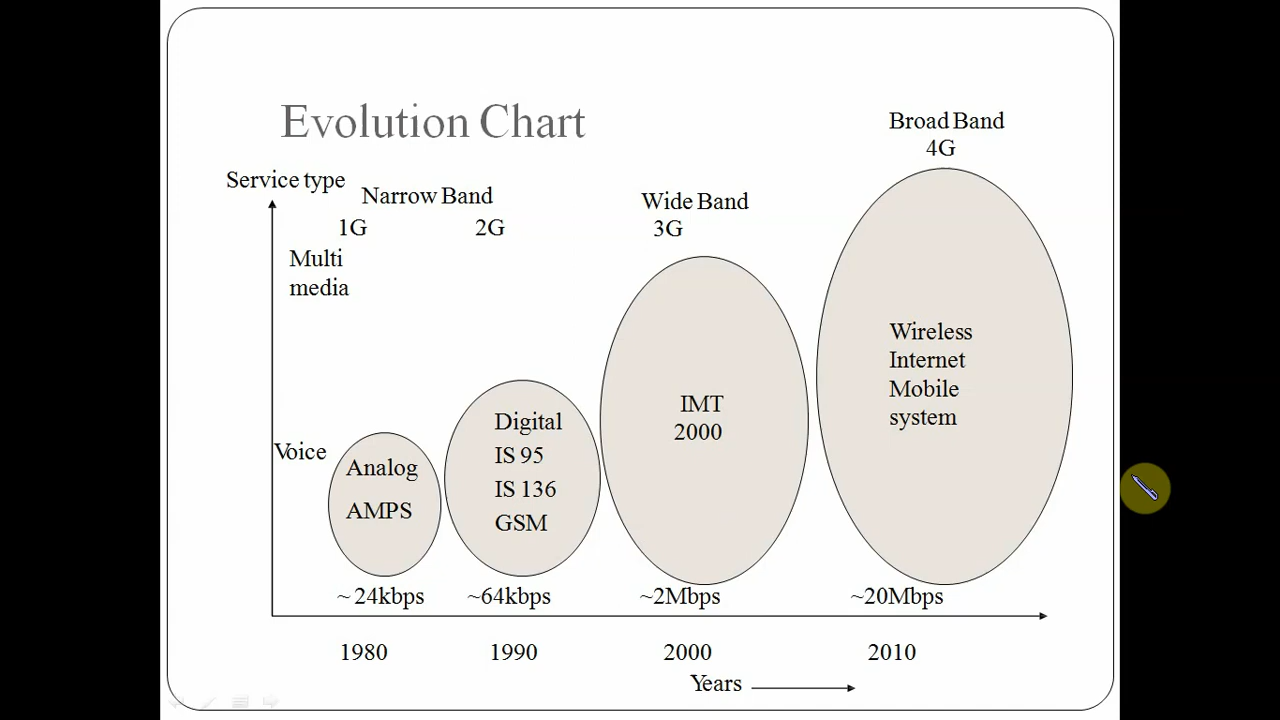 Evolution Chart
Broad Band
4G
Service type
Narrow Band
Wide Band
1G
2G
3G
Multi
media
Wireless
Internet
Mobile
system
IMT
2000
Digital
IS 95
IS 136
GSM
Voice
Analog
AMPS
~ 24kbps
~64kbps
~2Mbps
~20Mbps
1980
1990
2000
2010
Years